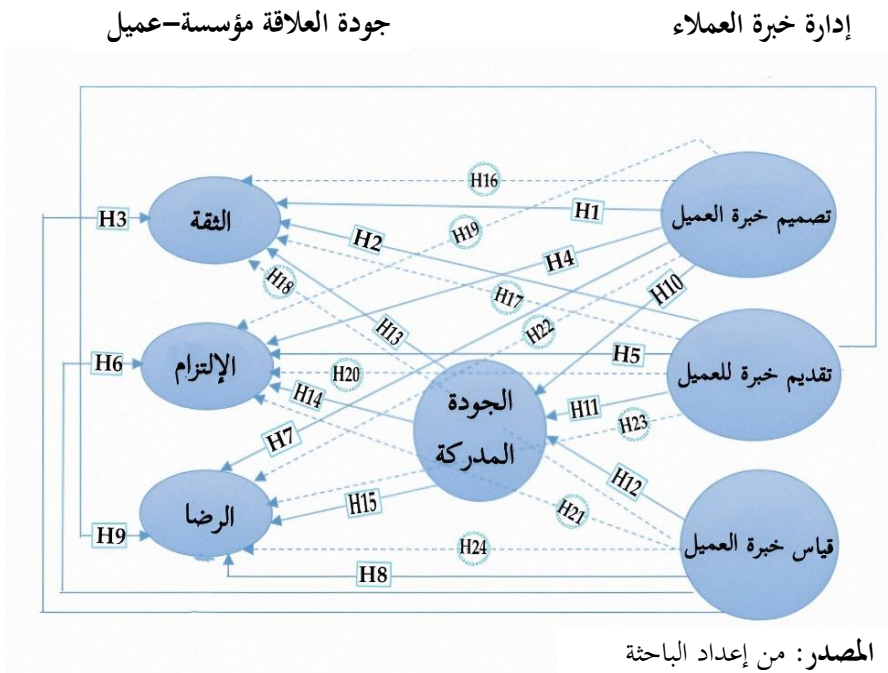 إدارة خبرة العملاء
جودة العلاقة مؤسسة–عميل
H16
H1
H3
الثقة
تصميم خبرة العميل
H2
H19
H4
H10
H18
H17
H13
H22
H6
الإلتزام
H5
H20
تقديم خبرة للعميل
H14
الجودة
المدركة
H11
H23
H7
H12
H15
H21
الرضا
H9
H24
قياس خبرة العميل
H8
المصدر: من إعداد الباحثة